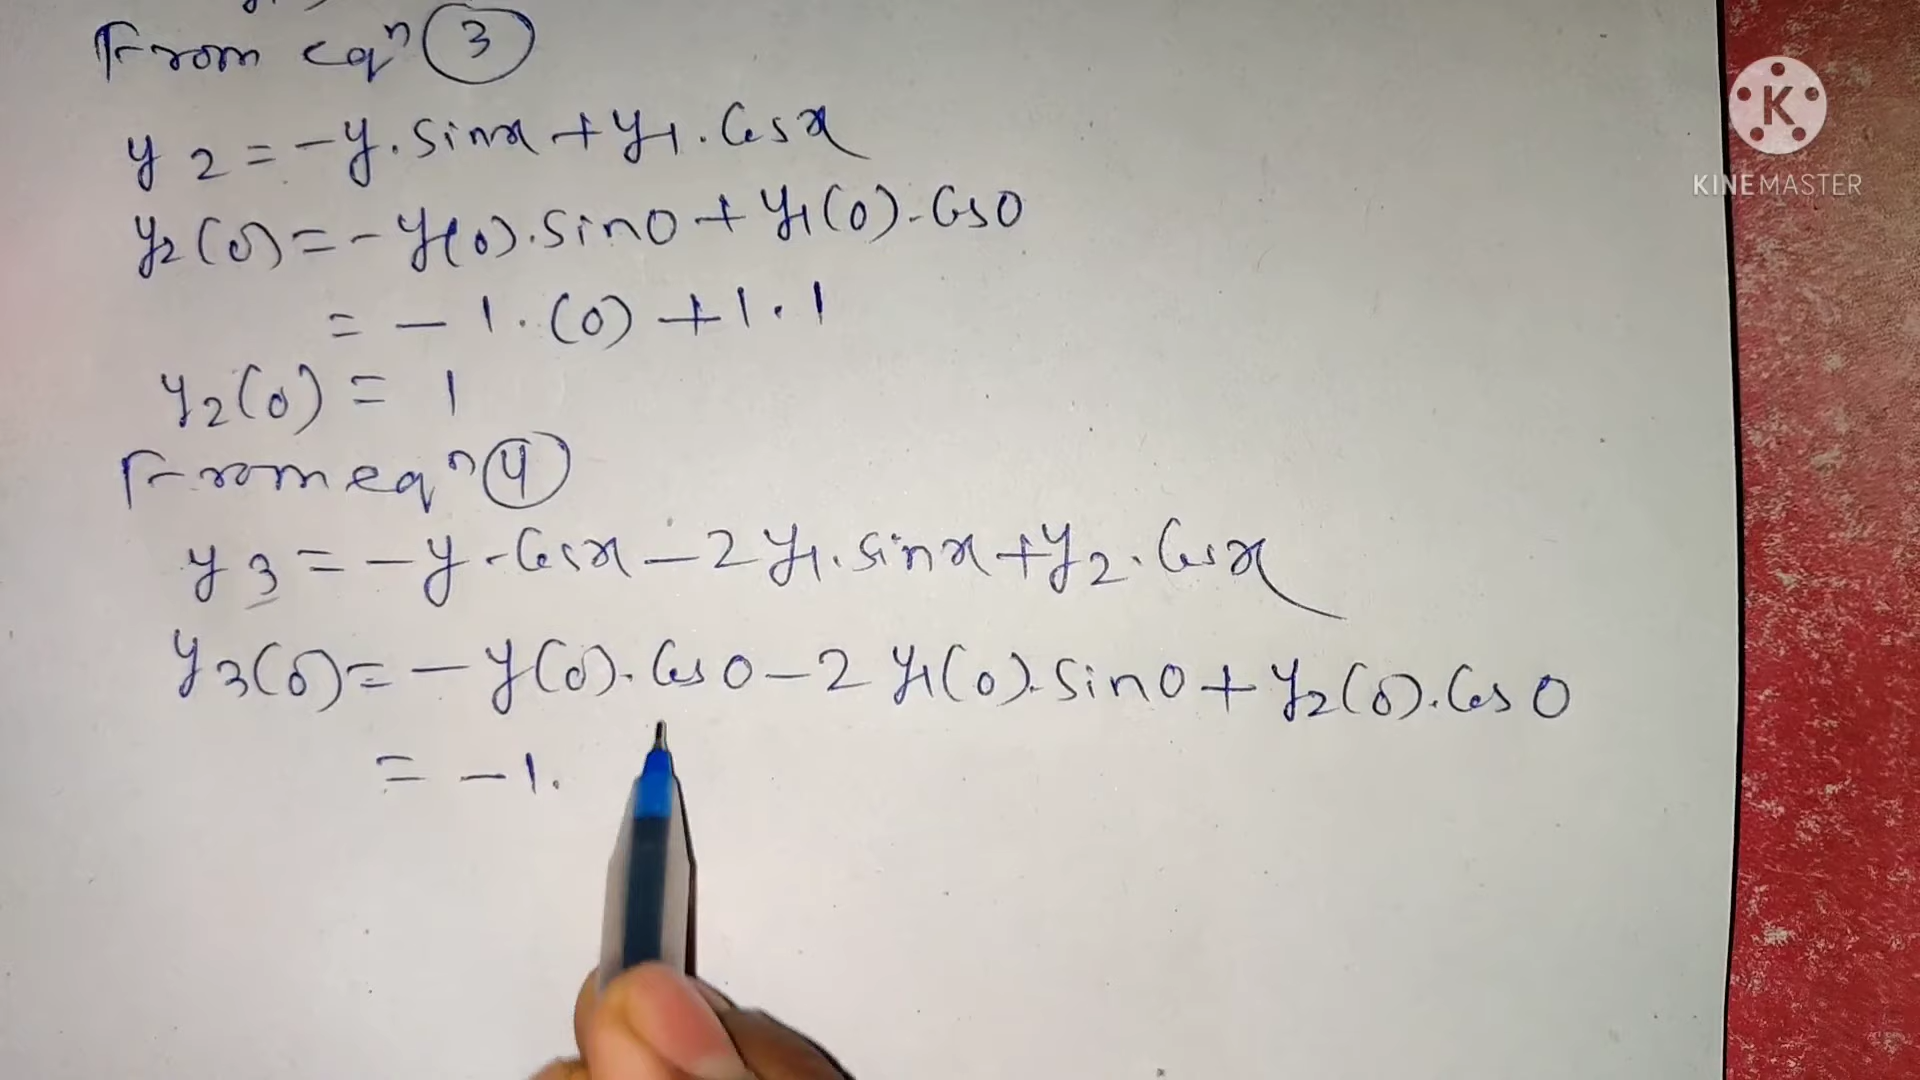 From eqⁿ ③
y2 = -y. sinx + y1. Cosx
y2(0) = -y(0). Sin0 + y1(0). Cos0
= -1. (0) + 1.1
y2(0) = 1
From eqⁿ ④
y3 = -y. Cosx - 2y1. sinx + y2. Cosx
y3(0) = -y(0). Cos0 - 2y1(0). Sin0 + y2(0). Cos0
= -1.
K
KINEMASTER